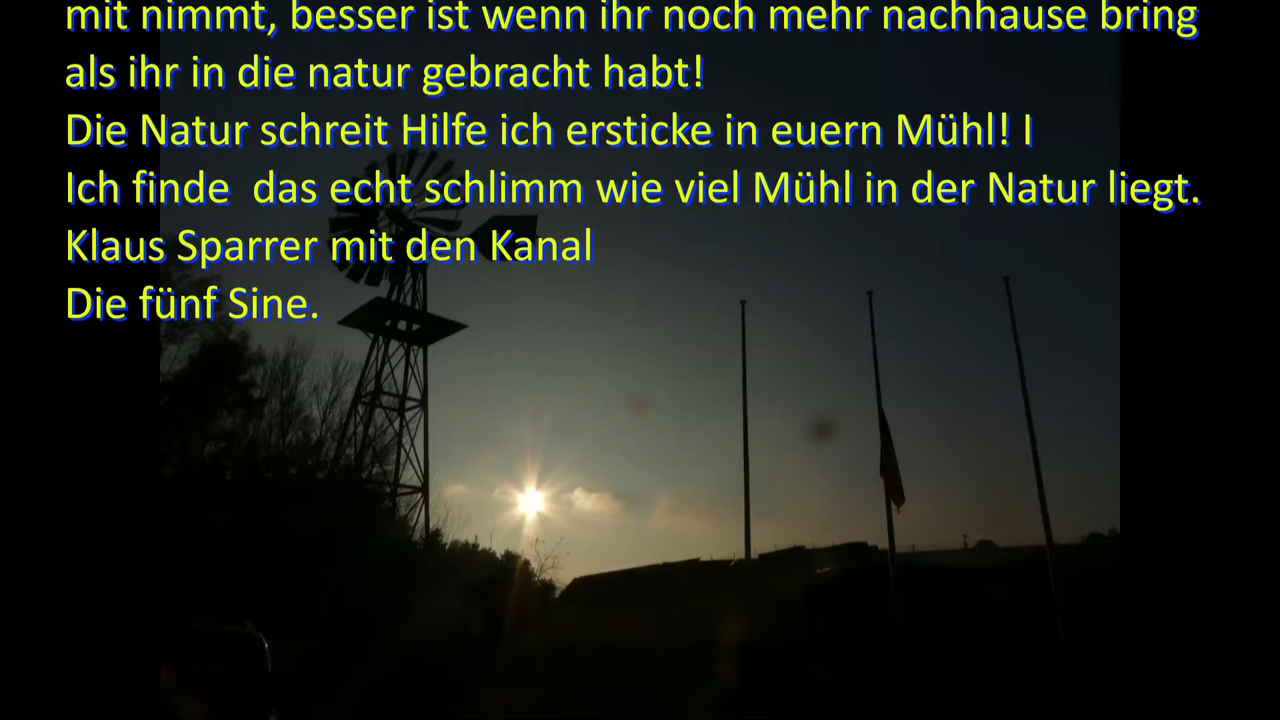 mit nimmt, besser ist wenn ihr noch mehr nachhause bring
als ihr in die natur gebracht habt!
Die Natur schreit Hilfe ich ersticke in euern Mühl! I
Ich finde  das echt schlimm wie viel Mühl in der Natur liegt.
Klaus Sparrer mit den Kanal
Die fünf Sine.